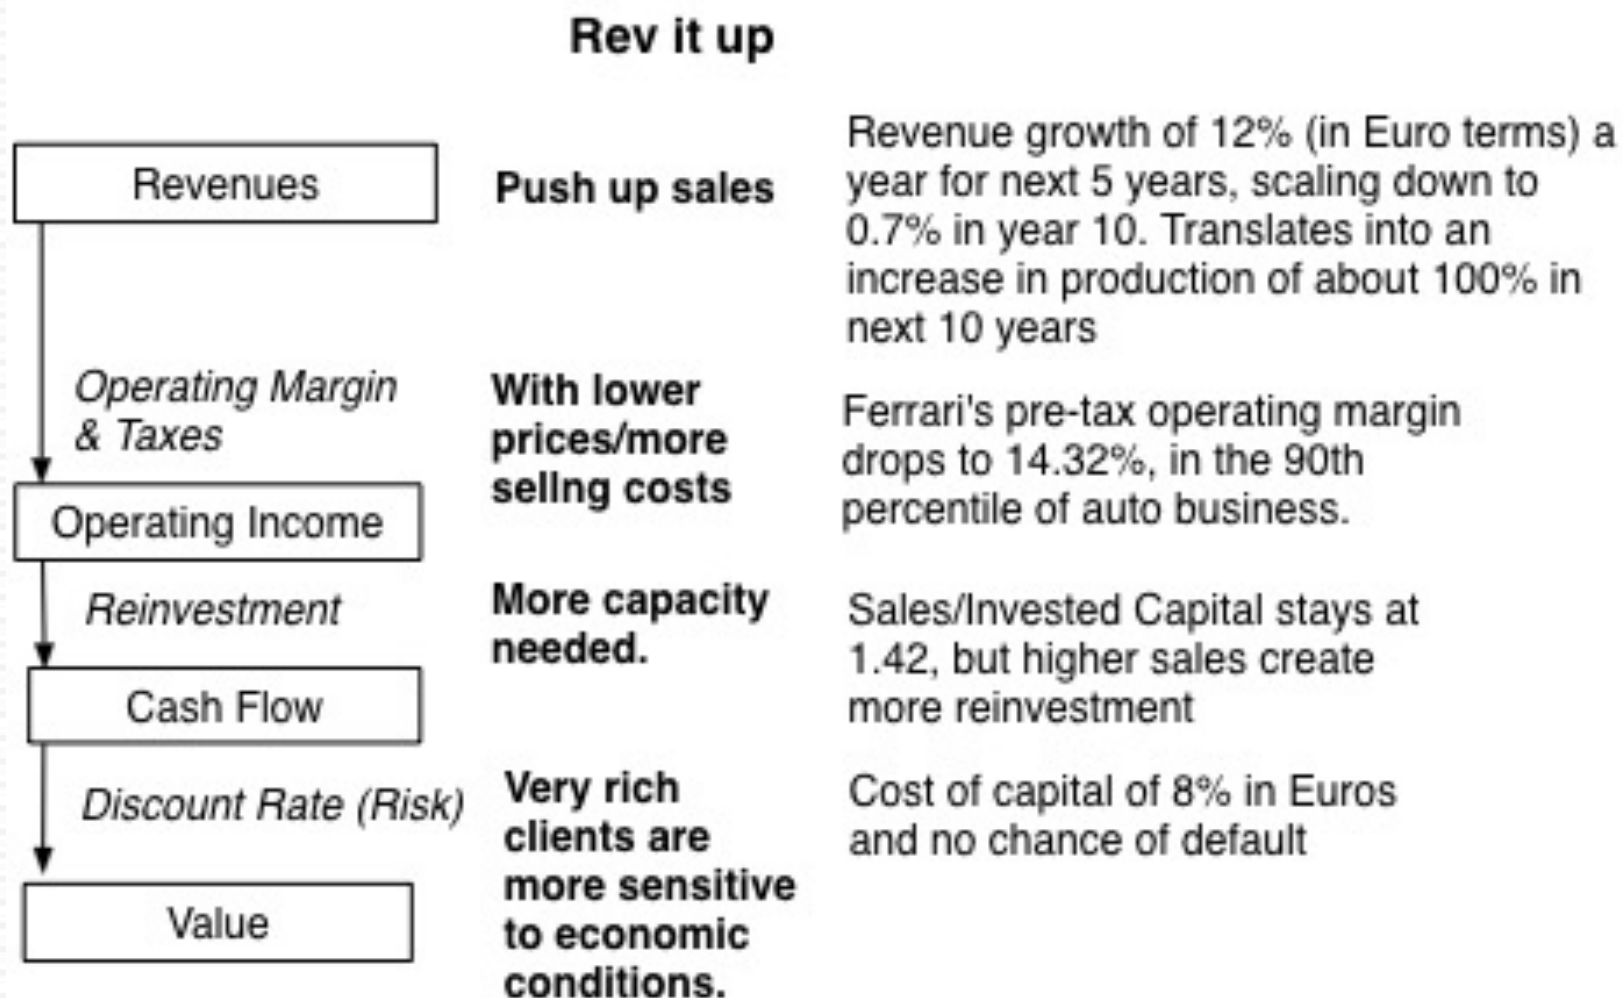 Rev it up
Revenues
Push up sales
Revenue growth of 12% (in Euro terms) a
year for next 5 years, scaling down to
0.7% in year 10. Translates into an
increase in production of about 100% in
next 10 years
Operating Margin
& Taxes
With lower
prices/more
sellng costs
Ferrari's pre-tax operating margin
drops to 14.32%, in the 90th
percentile of auto business.
Operating Income
Reinvestment
More capacity
needed.
Sales/Invested Capital stays at
1.42, but higher sales create
more reinvestment
Cash Flow
Discount Rate (Risk)
Very rich
clients are
more sensitive
to economic
conditions.
Cost of capital of 8% in Euros
and no chance of default
Value